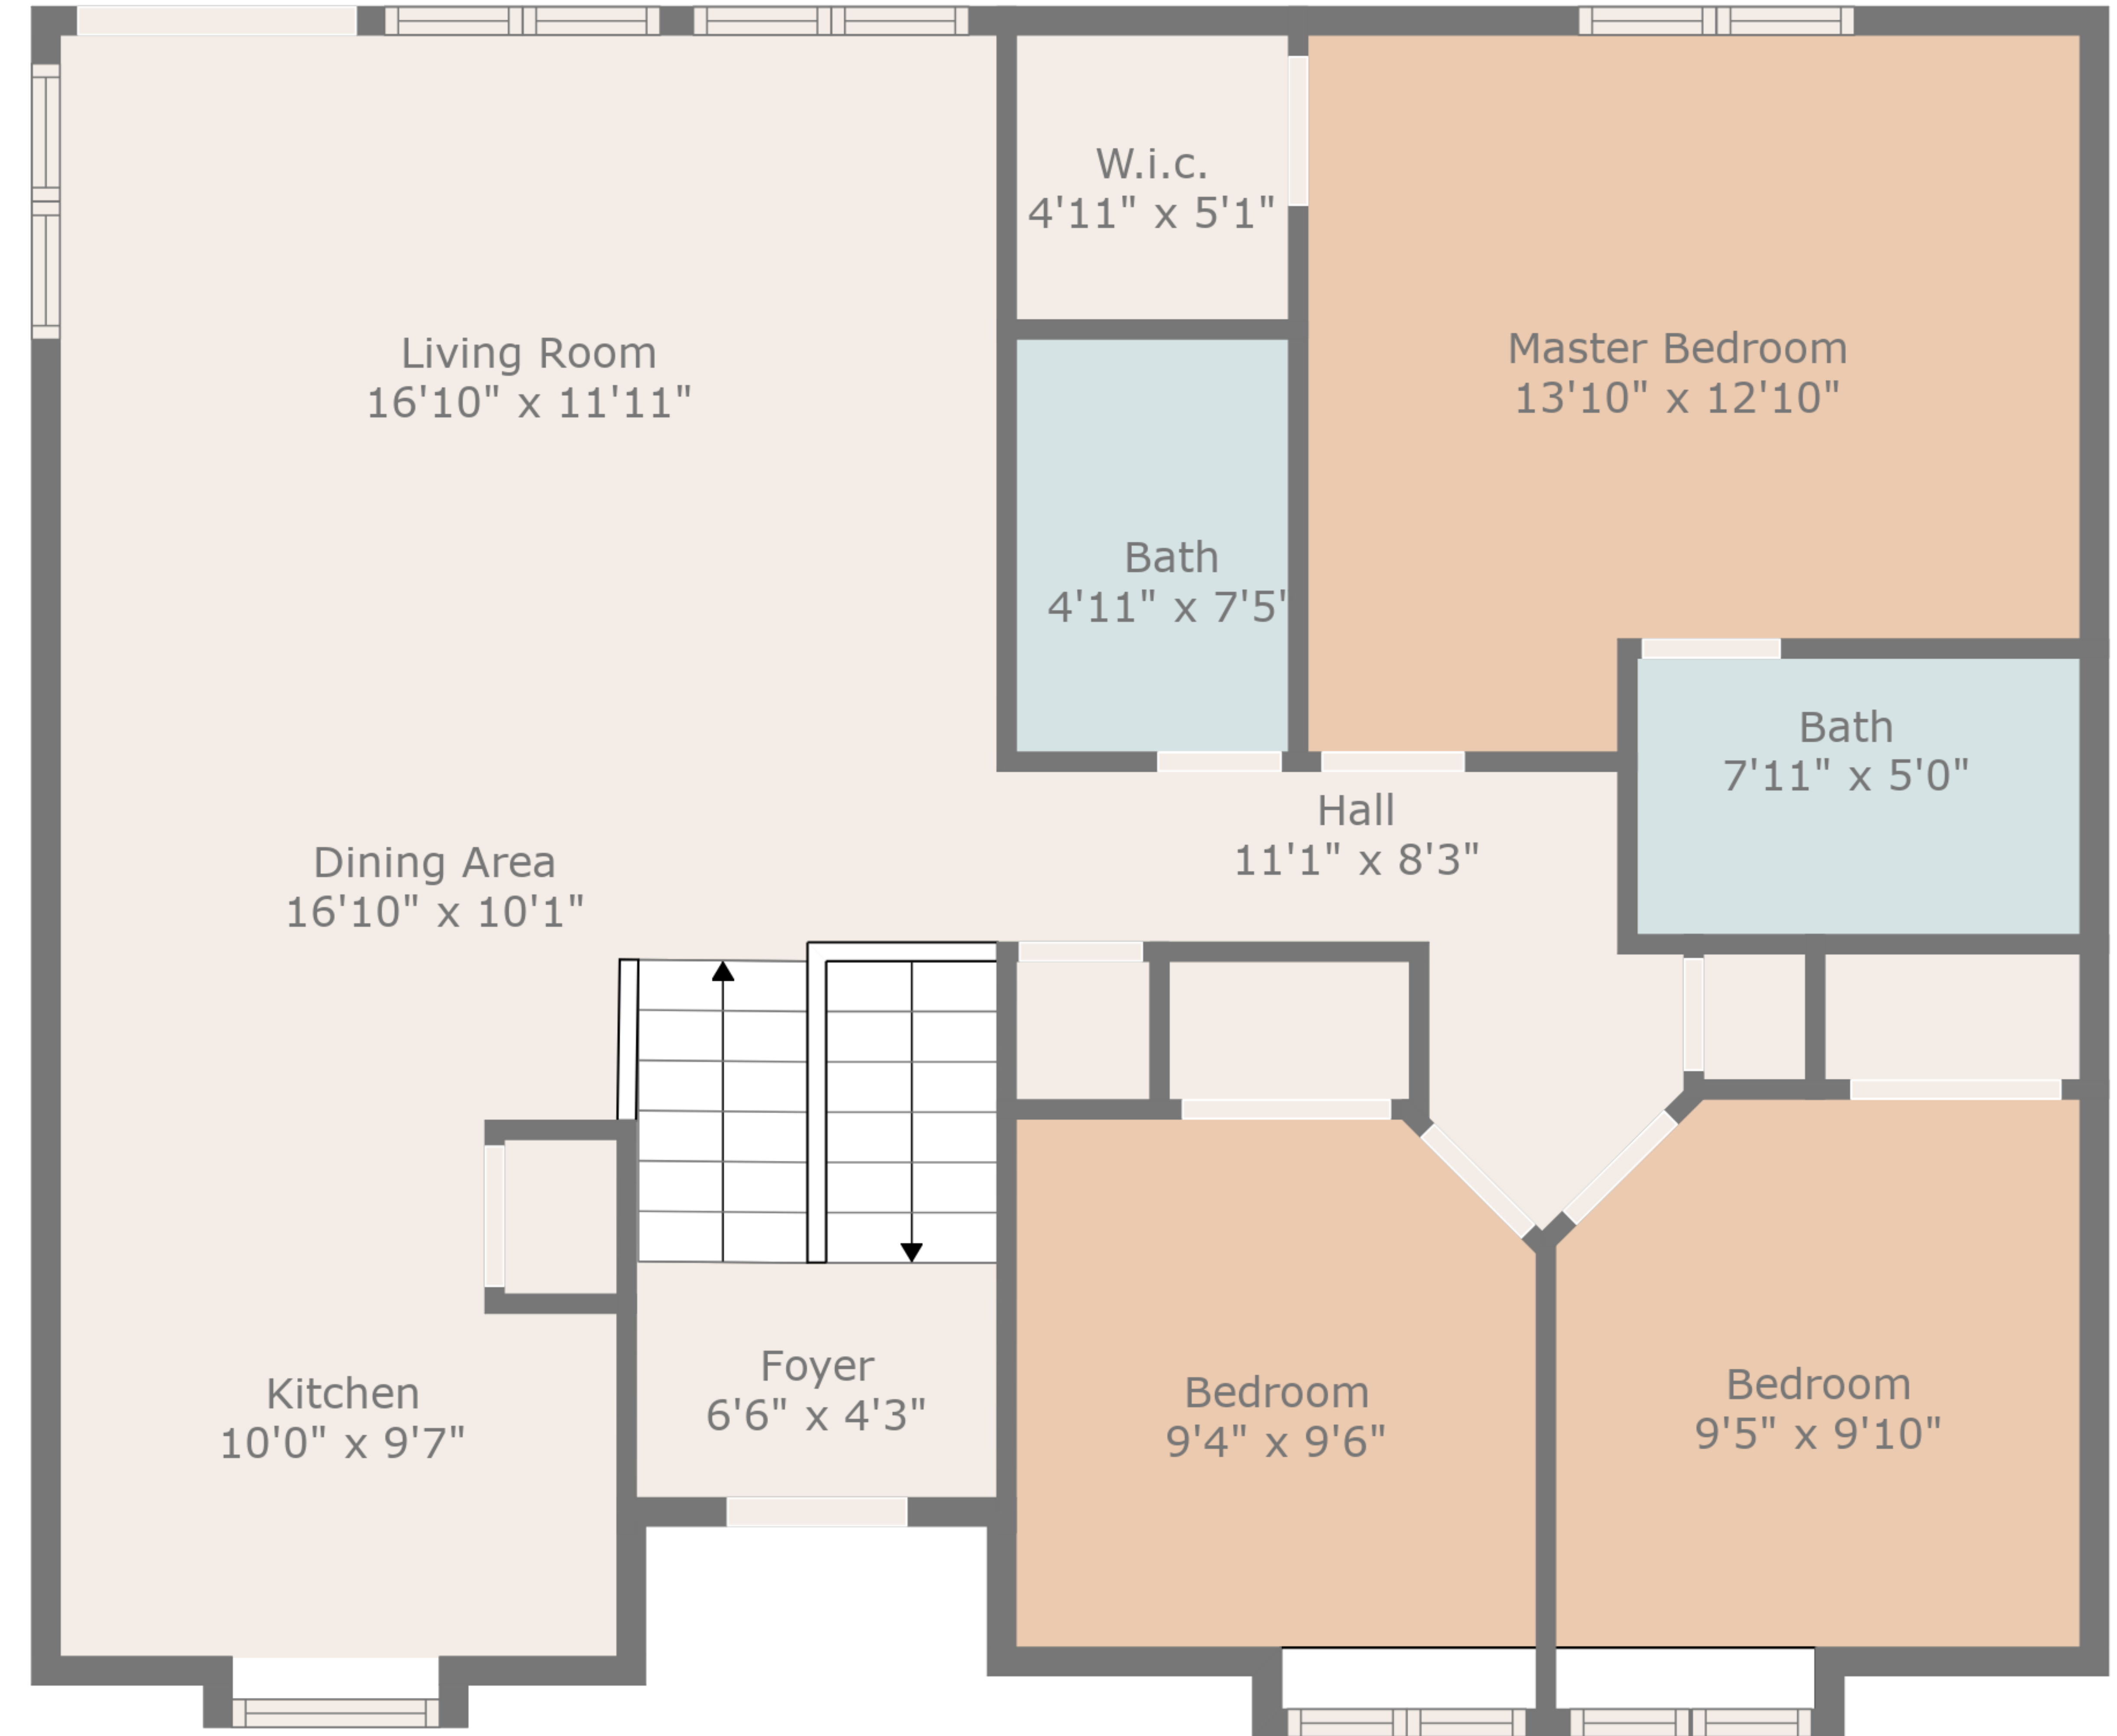 W.i.c.
4'11" x 5'1"
Living Room
16'10" x 11'11"
Master Bedroom
13'10" x 12'10"
Bath
4'11" x 7'5'
Bath
7'11" x 5'0"
Hall
11'1" x 8'3"
Dining Area
16'10" x 10'1"
Foyer
6'6" x 4'3"
Kitchen
10'0" x 9'7"
Bedroom
9'4" x 9'6"
Bedroom
9'5" x 9'10"